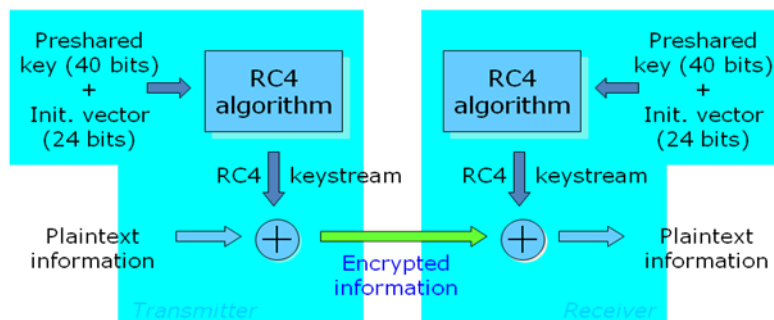 Preshared
key (40 bits)
+
Init. vector
(24 bits)
RC4
algorithm
RC4 keystream
Plaintext
information
Encrypted
information
Transmitter
RC4
algorithm
Preshared
key (40 bits)
+
Init. vector
(24 bits)
RC4 keystream
Plaintext
information
Receiver